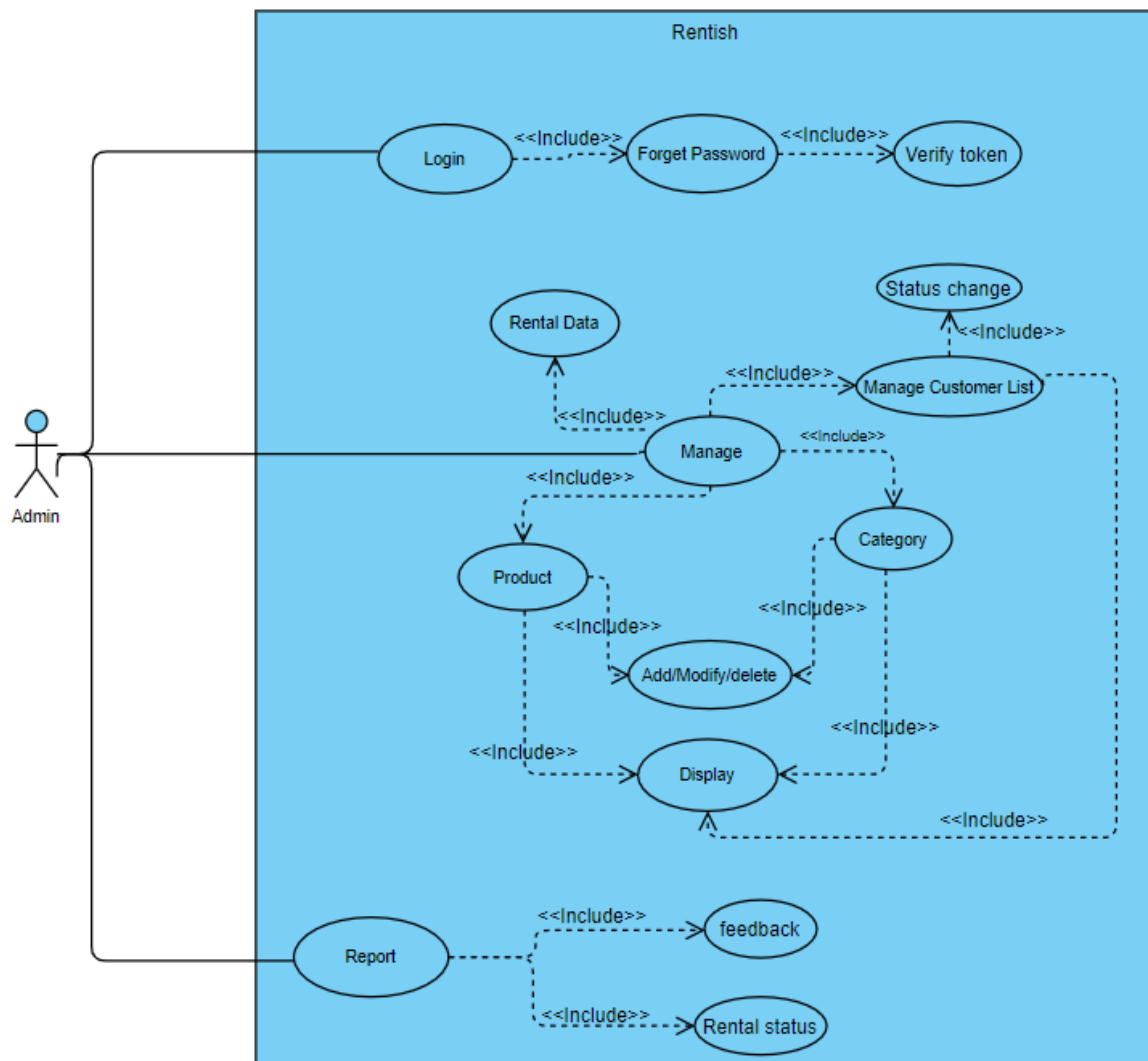 Rentish
<<Include>>
<<Include>>
Login
Forget Password
Verify token
Status change
Rental Data
<<Include>>
<<Include>>
Manage Customer List
<<Include>>
<<Include>>
Manage
<<Include>>
Admin
Category
Product
<<Include>>
<<Include>>
Add/Modify/delete
<<Include>>
<<Include>>
Display
<<Include>>
<<Include>>
feedback
Report
<<Include>>
Rental status